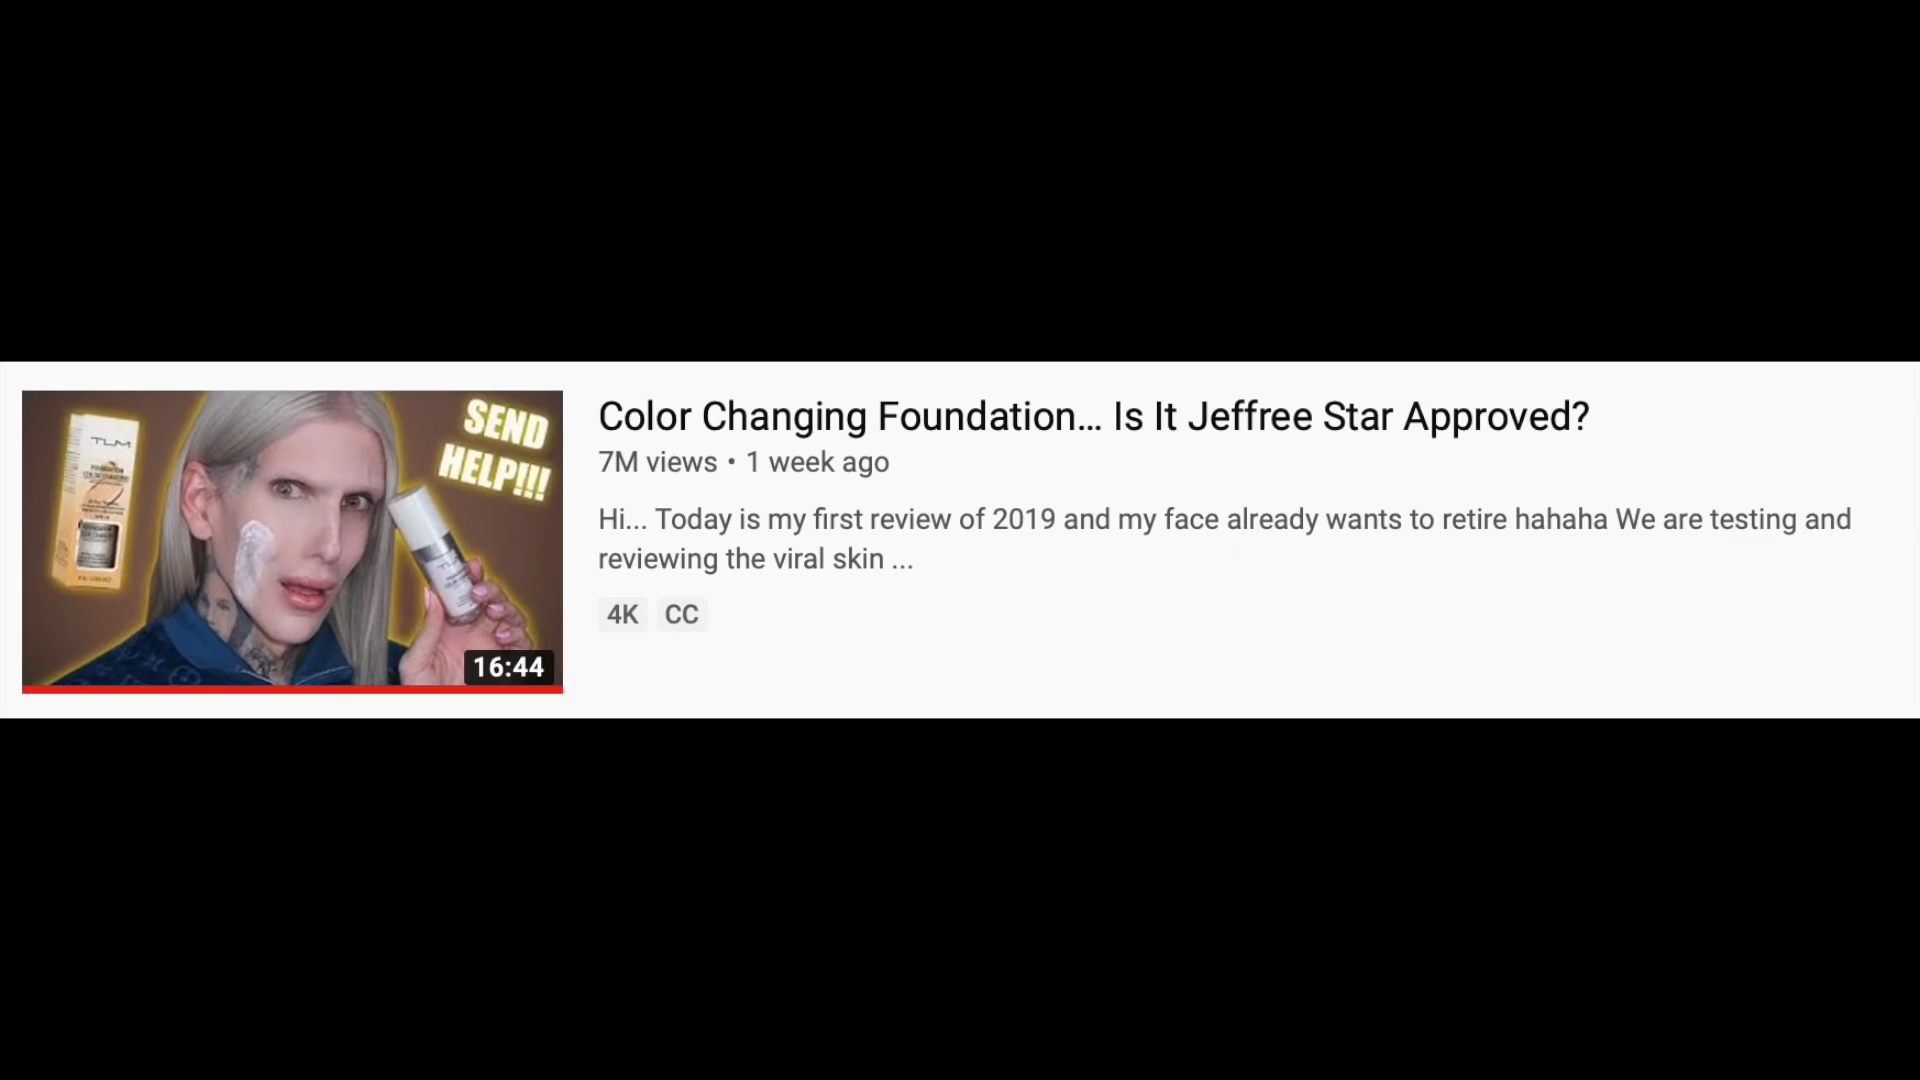 TLM
FOUNDATION
SEND
HELP!!!
16:44
Color Changing Foundation... Is It Jeffree Star Approved?
7M views • 1 week ago
Hi... Today is my first review of 2019 and my face already wants to retire hahaha We are testing and
reviewing the viral skin ...
4K CC